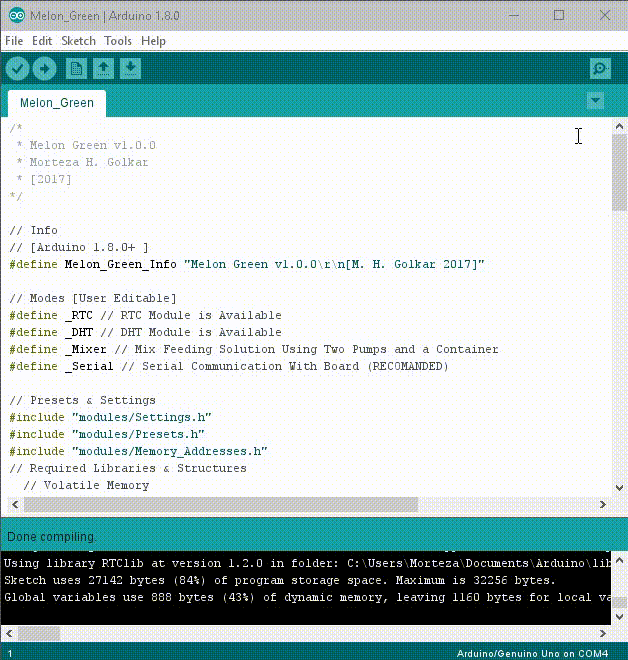 Melon_Green | Arduino 1.8.0
File Edit Sketch Tools Help
Melon_Green
/*
* Melon Green v1.0.0
* Morteza H. Golkar
* [2017]
*/
// Info
// [Arduino 1.8.0+ ]
#define Melon_Green_Info "Melon Green v1.0.0\r\n[M. H. Golkar 2017]"
// Modes [User Editable]
#define _RTC // RTC Module is Available
#define _DHT // DHT Module is Available
#define _Mixer // Mix Feeding Solution Using Two Pumps and a Container
#define _Serial // Serial Communication With Board (RECOMANDED)
// Presets & Settings
#include "modules/Settings.h"
#include "modules/Presets.h"
#include "modules/Memory_Addresses.h"
// Required Libraries & Structures
// Volatile Memory
Done compiling.
Using library RTClib at version 1.2.0 in folder: C:\Users\Morteza\Documents\Arduino\lib
Sketch uses 27142 bytes (84%) of program storage space. Maximum is 32256 bytes.
Global variables use 888 bytes (43%) of dynamic memory, leaving 1160 bytes for local va
1
Arduino/Genuino Uno on COM4